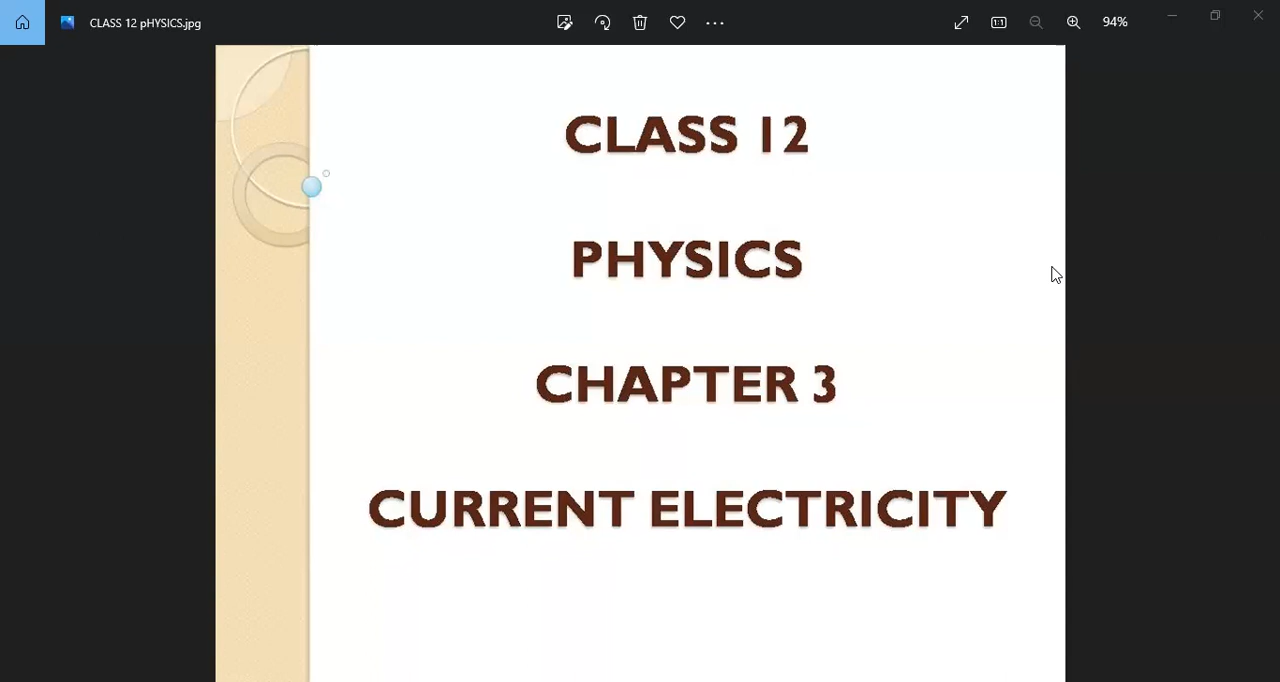 CLASS 12 pHYSICS.jpg
94%
CLASS 12
PHYSICS
CHAPTER 3
CURRENT ELECTRICITY